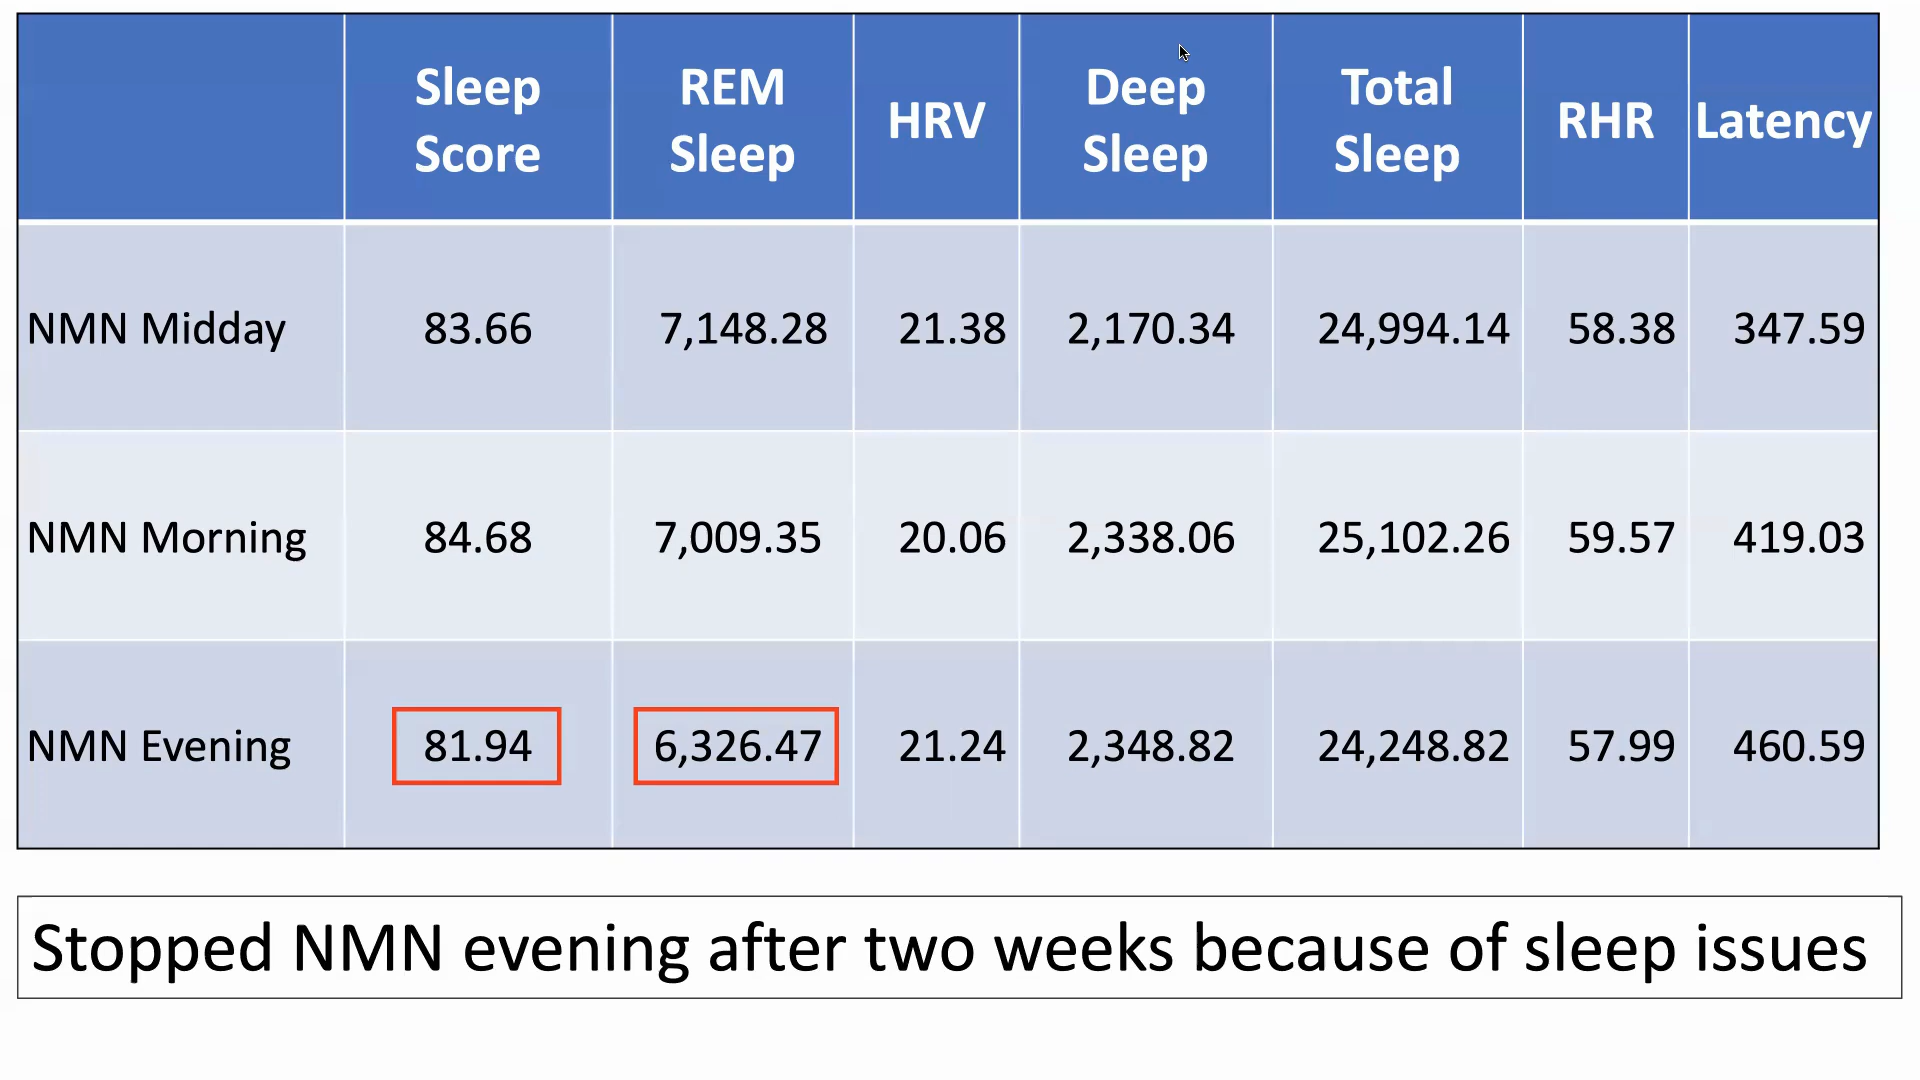 Sleep Score REM Sleep HRV Deep Sleep Total Sleep RHR Latency
NMN Midday 83.66 7,148.28 21.38 2,170.34 24,994.14 58.38 347.59
NMN Morning 84.68 7,009.35 20.06 2,338.06 25,102.26 59.57 419.03
NMN Evening 81.94 6,326.47 21.24 2,348.82 24,248.82 57.99 460.59
Stopped NMN evening after two weeks because of sleep issues